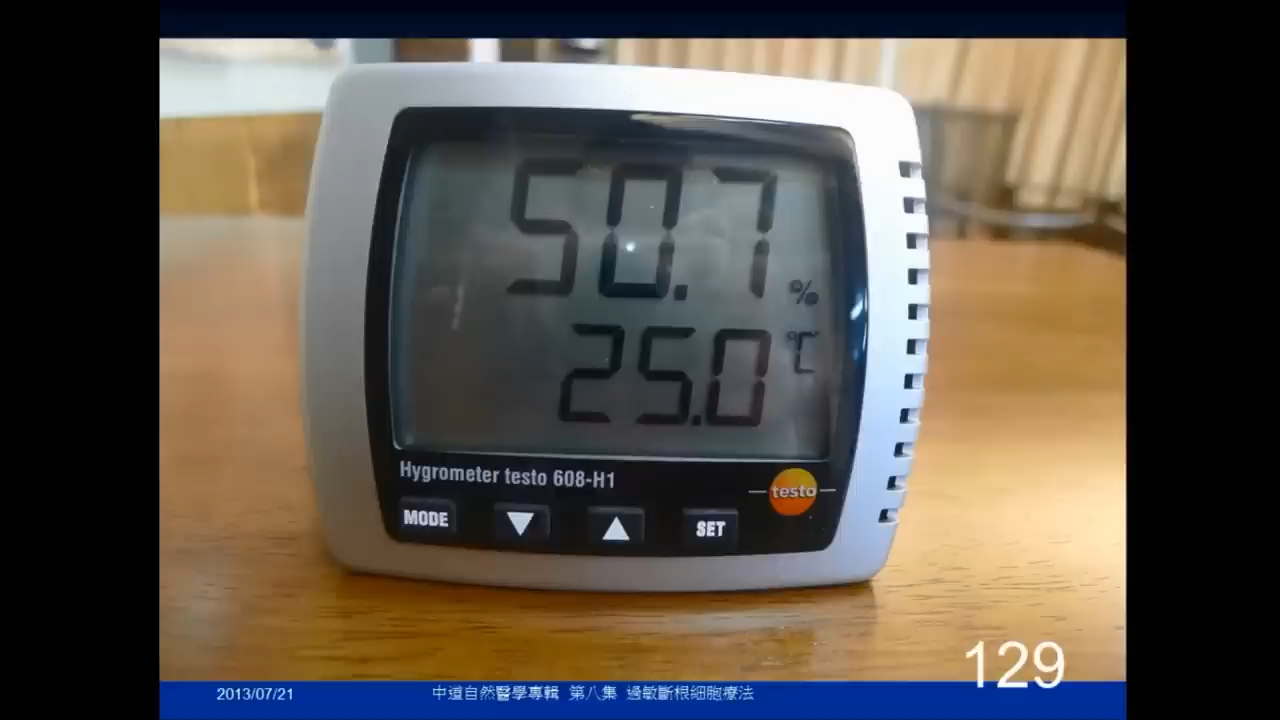 50.7 %
25.0 ℃
Hygrometer testo 608-H1
testo
MODE ▼ ▲ SET
129
2013/07/21 中道自然醫學專輯 第八集 過敏斷根細胞療法